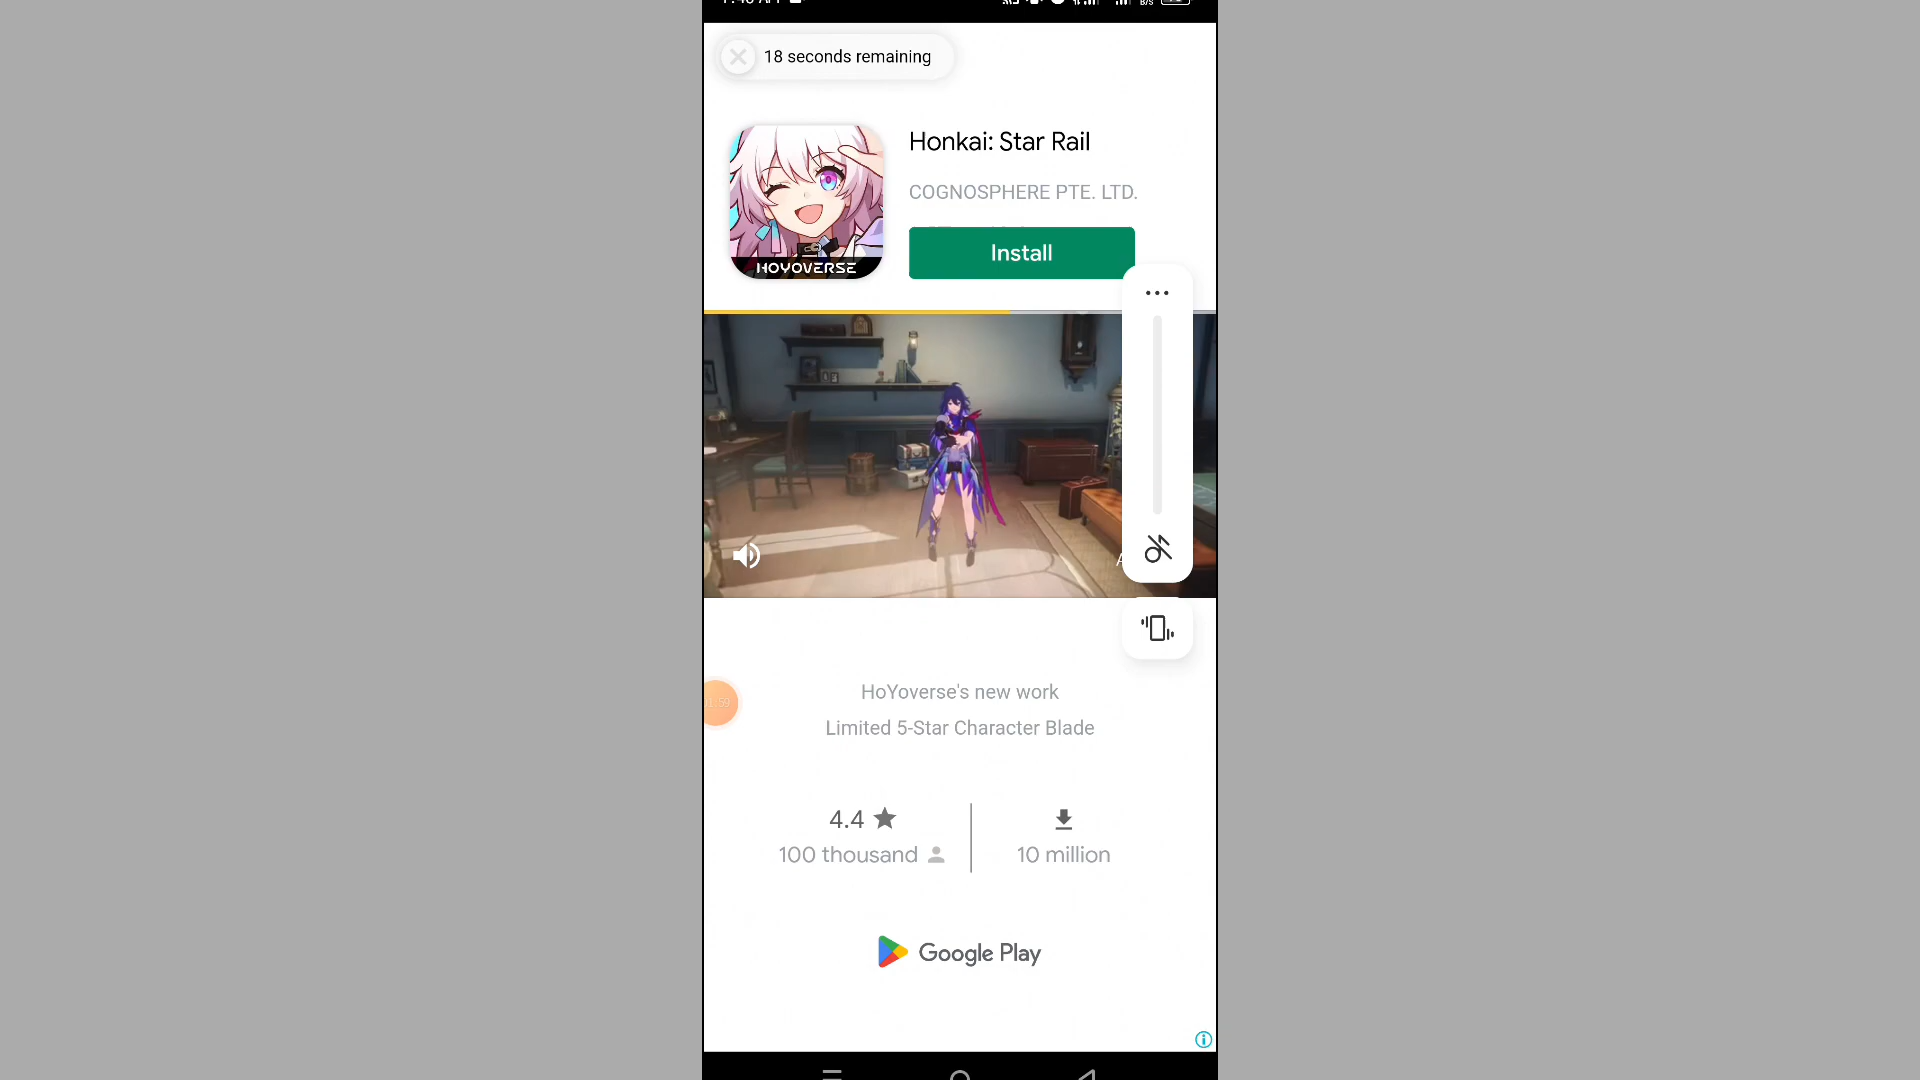 18 seconds remaining
Honkai: Star Rail
COGNOSPHERE PTE. LTD.
Install
HOYOVERSE
HoYoverse's new work
Limited 5-Star Character Blade
4.4
100 thousand
10 million
Google Play